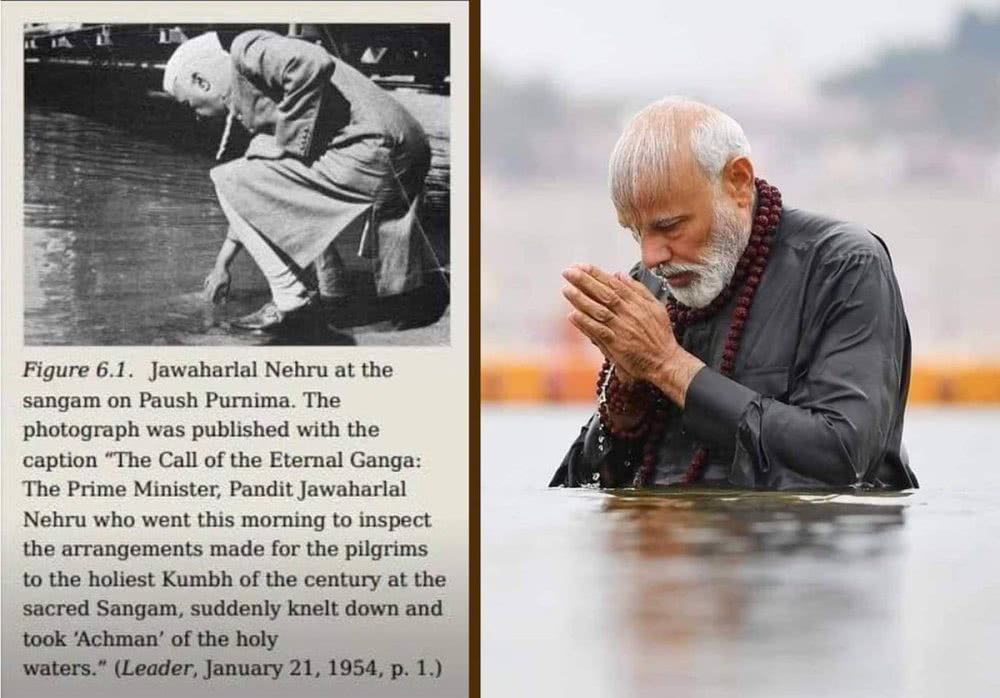 Figure 6.1. Jawaharlal Nehru at the
sangam on Paush Purnima. The
photograph was published with the
caption “The Call of the Eternal Ganga:
The Prime Minister, Pandit Jawaharlal
Nehru who went this morning to inspect
the arrangements made for the pilgrims
to the holiest Kumbh of the century at the
sacred Sangam, suddenly knelt down and
took ‘Achman’ of the holy
waters.” (Leader, January 21, 1954, p. 1.)